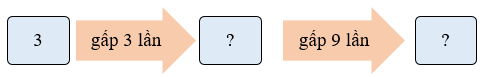 3 gấp 3 lần ? gấp 9 lần ?